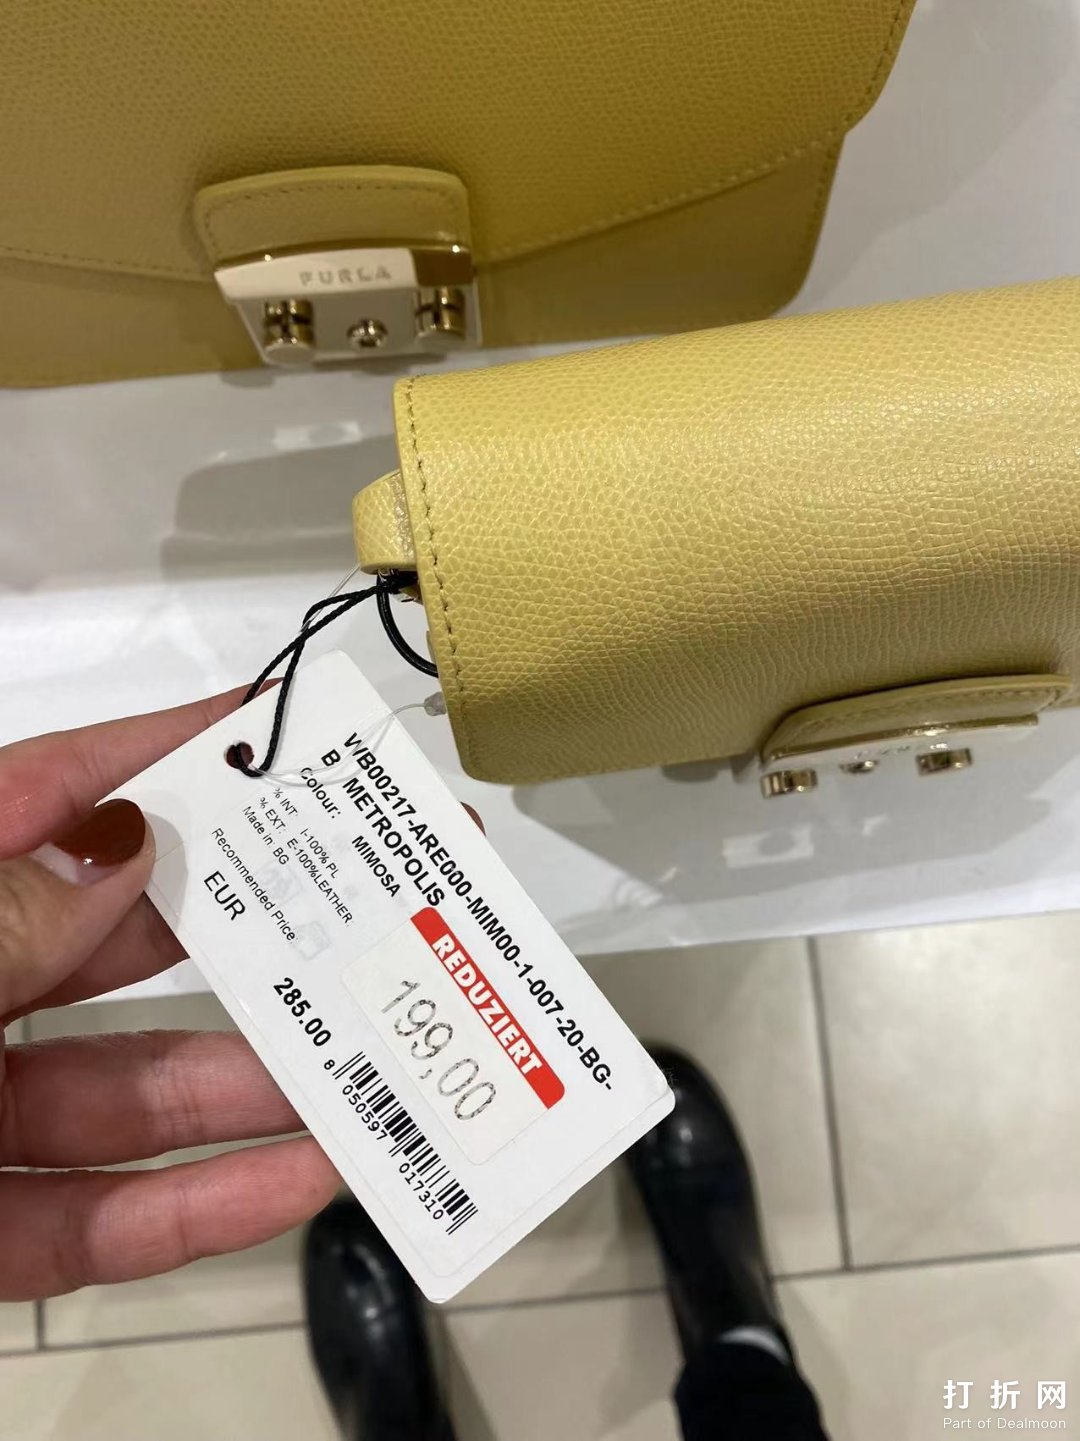 FURLA
WB00217-ARE000-MIM00-1-007-20-BG-
B METROPOLIS
Colour: MIMOSA
% INT: I-100% PL
% EXT: E-100%LEATHER.
Made in BG
Recommended Price
EUR
285.00
REDUZIERT
199,00
8 050597 017310
打折网
Part of Dealmoon